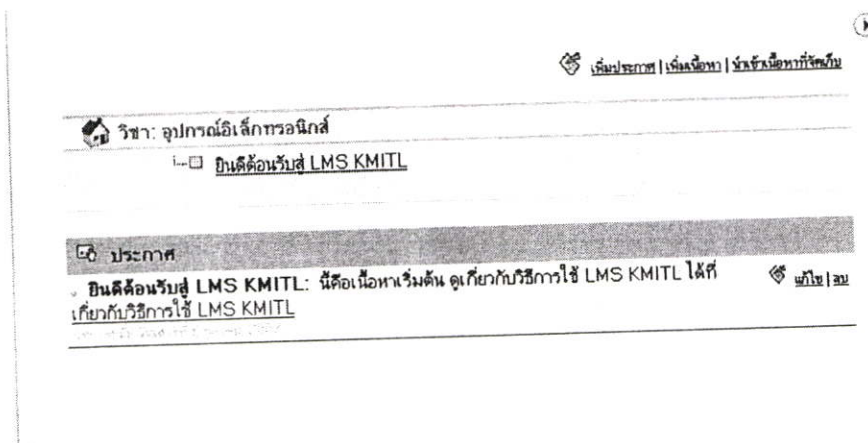 เพิ่มประกาศ | เพิ่มเนื้อหา | นำเข้าเนื้อหาที่จัดเก็บ
วิชา: อุปกรณ์อิเล็กทรอนิกส์
ยินดีต้อนรับสู่ LMS KMITL
ประกาศ
ยินดีต้อนรับสู่ LMS KMITL: นี้คือเนื้อหาเริ่มต้น ดูเกี่ยวกับวิธีการใช้ LMS KMITL ได้ที่ แก้ไข | ลบ
เกี่ยวกับวิธีการใช้ LMS KMITL